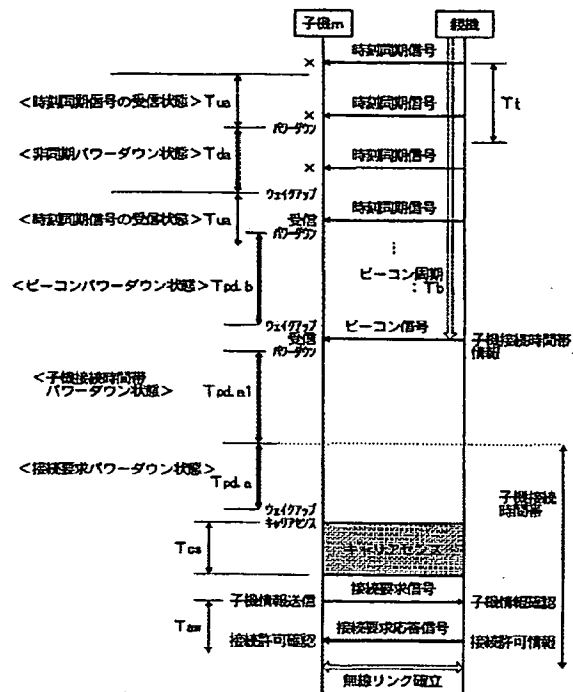 子機m
親機
時刻同期信号
×
<時刻同期信号の受信状態>Tua
Tt
×
時刻同期信号
パワーダウン
<非同期パワーダウン状態>Tda
×
時刻同期信号
ウェイクアップ
<時刻同期信号の受信状態>Tua
受信
時刻同期信号
パワーダウン
…
<ビーコンパワーダウン状態>Tpd.b
ビーコン周期
:Tb
ウェイクアップ
ビーコン信号
受信
子機接続時間帯
情報
パワーダウン
<子機接続時間帯
パワーダウン状態>
Tpd.a1
<接続要求パワーダウン状態>
Tpd.a
子機接続
時間帯
ウェイクアップ
キャリアセンス
Tcs
キャリアセンス
接続要求信号
子機情報送信
子機情報確認
Taw
接続要求応答信号
接続許可確認
接続許可情報
無線リンク確立